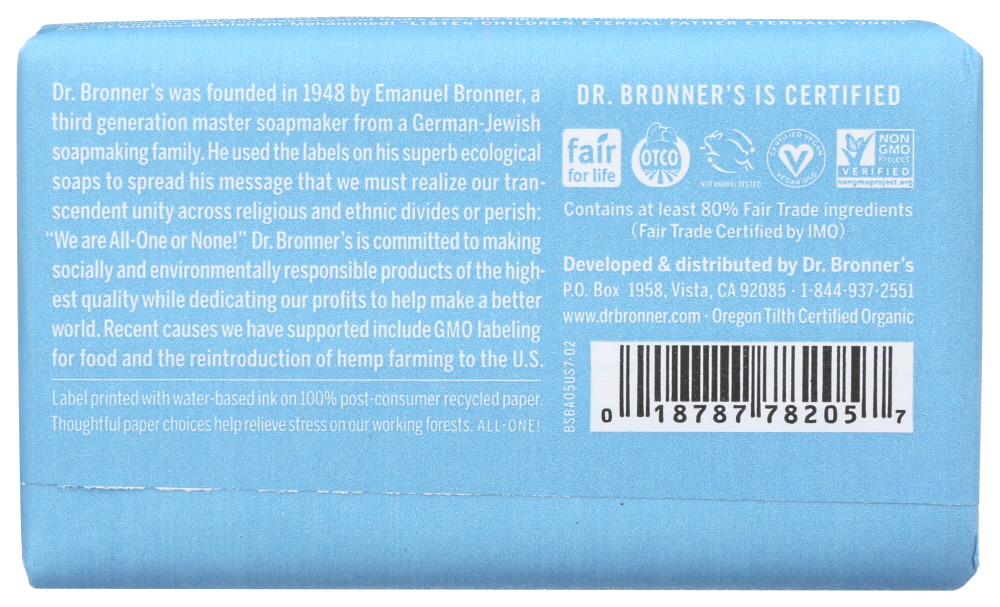 LISTEN CHILDREN ETERNAL FATHER ETERNALLY ONE!
Dr. Bronner's was founded in 1948 by Emanuel Bronner, a
third generation master soapmaker from a German-Jewish
soapmaking family. He used the labels on his superb ecological
soaps to spread his message that we must realize our tran-
scendent unity across religious and ethnic divides or perish:
“We are All-One or None!” Dr. Bronner's is committed to making
socially and environmentally responsible products of the high-
est quality while dedicating our profits to help make a better
world. Recent causes we have supported include GMO labeling
for food and the reintroduction of hemp farming to the U.S.
Label printed with water-based ink on 100% post-consumer recycled paper.
Thoughtful paper choices help relieve stress on our working forests. ALL-ONE!
DR. BRONNER'S IS CERTIFIED
fair
for life
OTCO
NOT ANIMAL TESTED
CERTIFIED VEGAN
V
VEGAN.ORG
NON
GMO
Project
VERIFIED
nongmoproject.org
Contains at least 80% Fair Trade ingredients
(Fair Trade Certified by IMO)
Developed & distributed by Dr. Bronner's
P.O. Box 1958, Vista, CA 92085 · 1-844-937-2551
www.drbronner.com · Oregon Tilth Certified Organic
BSBA05US7-02
0 18787 78205 7